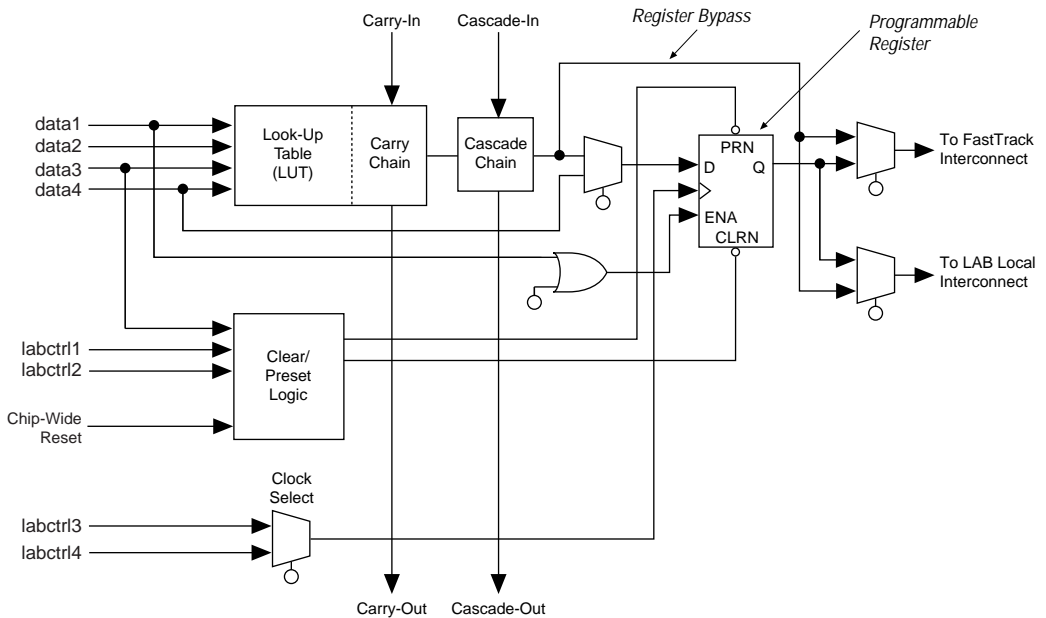 Carry-In
Cascade-In
Register Bypass
Programmable
Register
data1
data2
data3
data4
Look-Up
Table
(LUT)
Carry
Chain
Cascade
Chain
PRN
D
Q
ENA
CLRN
To FastTrack
Interconnect
To LAB Local
Interconnect
labctrl1
labctrl2
Clear/
Preset
Logic
Chip-Wide
Reset
Clock
Select
labctrl3
labctrl4
Carry-Out
Cascade-Out